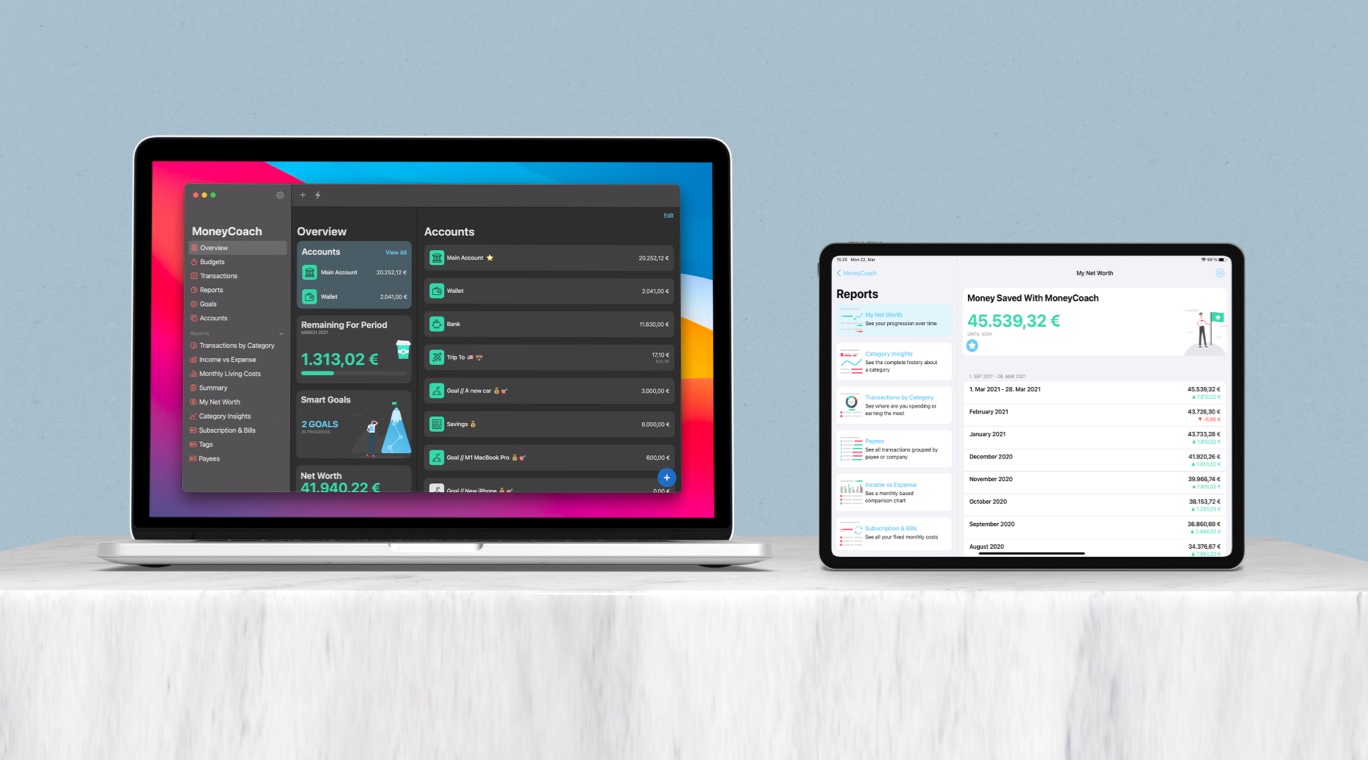 MoneyCoach
Overview
Budgets
Transactions
Reports
Goals
Accounts
Reports
Transactions by Category
Income vs Expense
Monthly Living Costs
Summary
My Net Worth
Category Insights
Subscription & Bills
Tags
Payees
Overview
Accounts View All
Main Account 20.252,12 €
Wallet 2.041,00 €
Remaining For Period
MARCH 2021
1.313,02 €
Smart Goals
2 GOALS
IN PROGRESS
Net Worth
41.940,22 €
Edit
Accounts
Main Account ⭐ 20.252,12 €
Wallet 2.041,00 €
Bank 11.630,00 €
Trip To 17,10 €
Goal // A new car 3.000,00 €
Savings 8.000,00 €
Goal // M1 MacBook Pro 600,00 €
Goal // New iPhone 0,00 €
15:25 Mon 22. Mar
MoneyCoach
Reports
My Net Worth
See your progression over time
Category Insights
See the complete history about
a category
Transactions by Category
See where are you spending or
earning the most
Payees
See all transactions grouped by
payee or company
Income vs Expense
See a monthly based
comparison chart
Subscription & Bills
See all your fixed monthly costs
My Net Worth
Money Saved With MoneyCoach
45.539,32 €
UNTIL NOW
1. SEP 2017 - 28. MAR 2021
1. Mar 2021 - 28. Mar 2021 45.539,32 €
February 2021 43.726,30 €
January 2021 43.733,28 €
December 2020 41.920,26 €
November 2020 39.966,74 €
October 2020 38.153,72 €
September 2020 36.860,69 €
August 2020 34.376,67 €